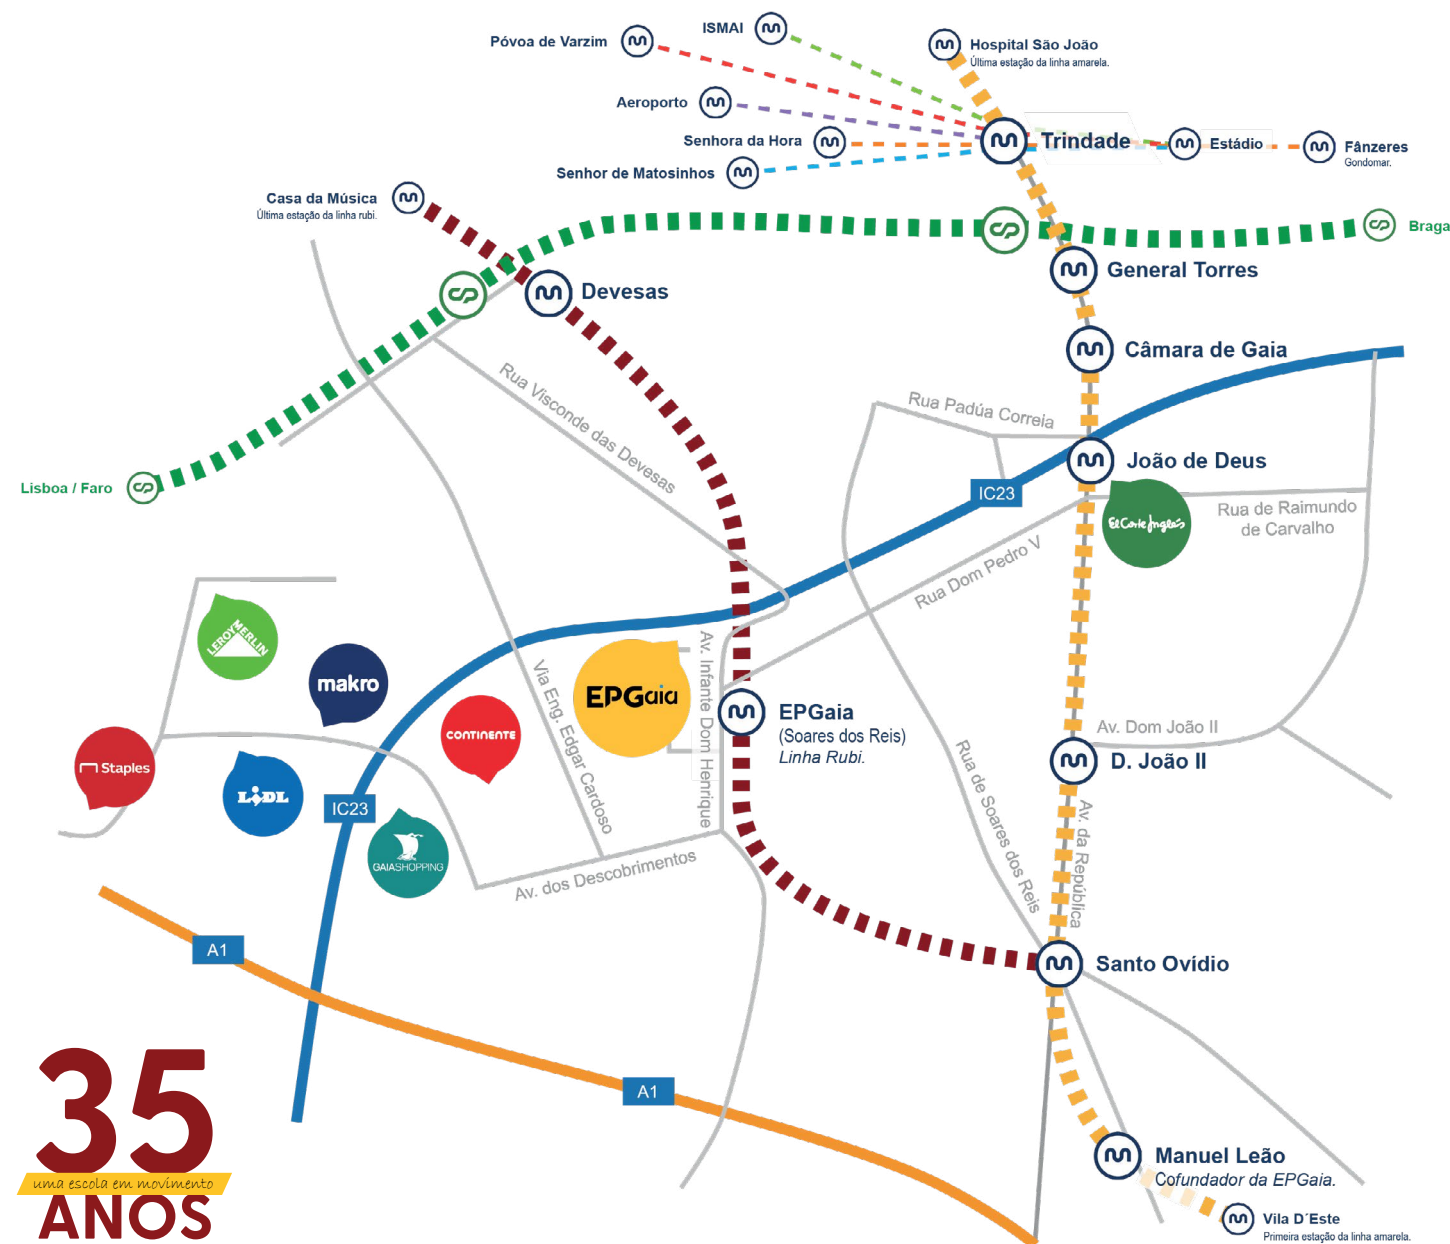 ISMAI
Póvoa de Varzim
Hospital São João
Última estação da linha amarela.
Aeroporto
Senhora da Hora
Trindade
Estádio
Fânzeres
Gondomar.
Senhor de Matosinhos
Casa da Música
Última estação da linha rubi.
Braga
General Torres
Devesas
Câmara de Gaia
Rua Visconde das Devesas
Rua Padúa Correia
João de Deus
Lisboa / Faro
IC23
El Corte Inglés
Rua de Raimundo
de Carvalho
Rua Dom Pedro V
LEROY MERLIN
makro
EPGaia
Av. Infante Dom Henrique
Via Eng. Edgar Cardoso
CONTINENTE
EPGaia
(Soares dos Reis)
Linha Rubi.
Av. Dom João II
D. João II
Staples
LiDL
IC23
GAIASHOPPING
Rua de Soares dos Reis
Av. da República
Av. dos Descobrimentos
A1
Santo Ovídio
A1
35
uma escola em movimento
ANOS
Manuel Leão
Cofundador da EPGaia.
Vila D´Este
Primeira estação da linha amarela.